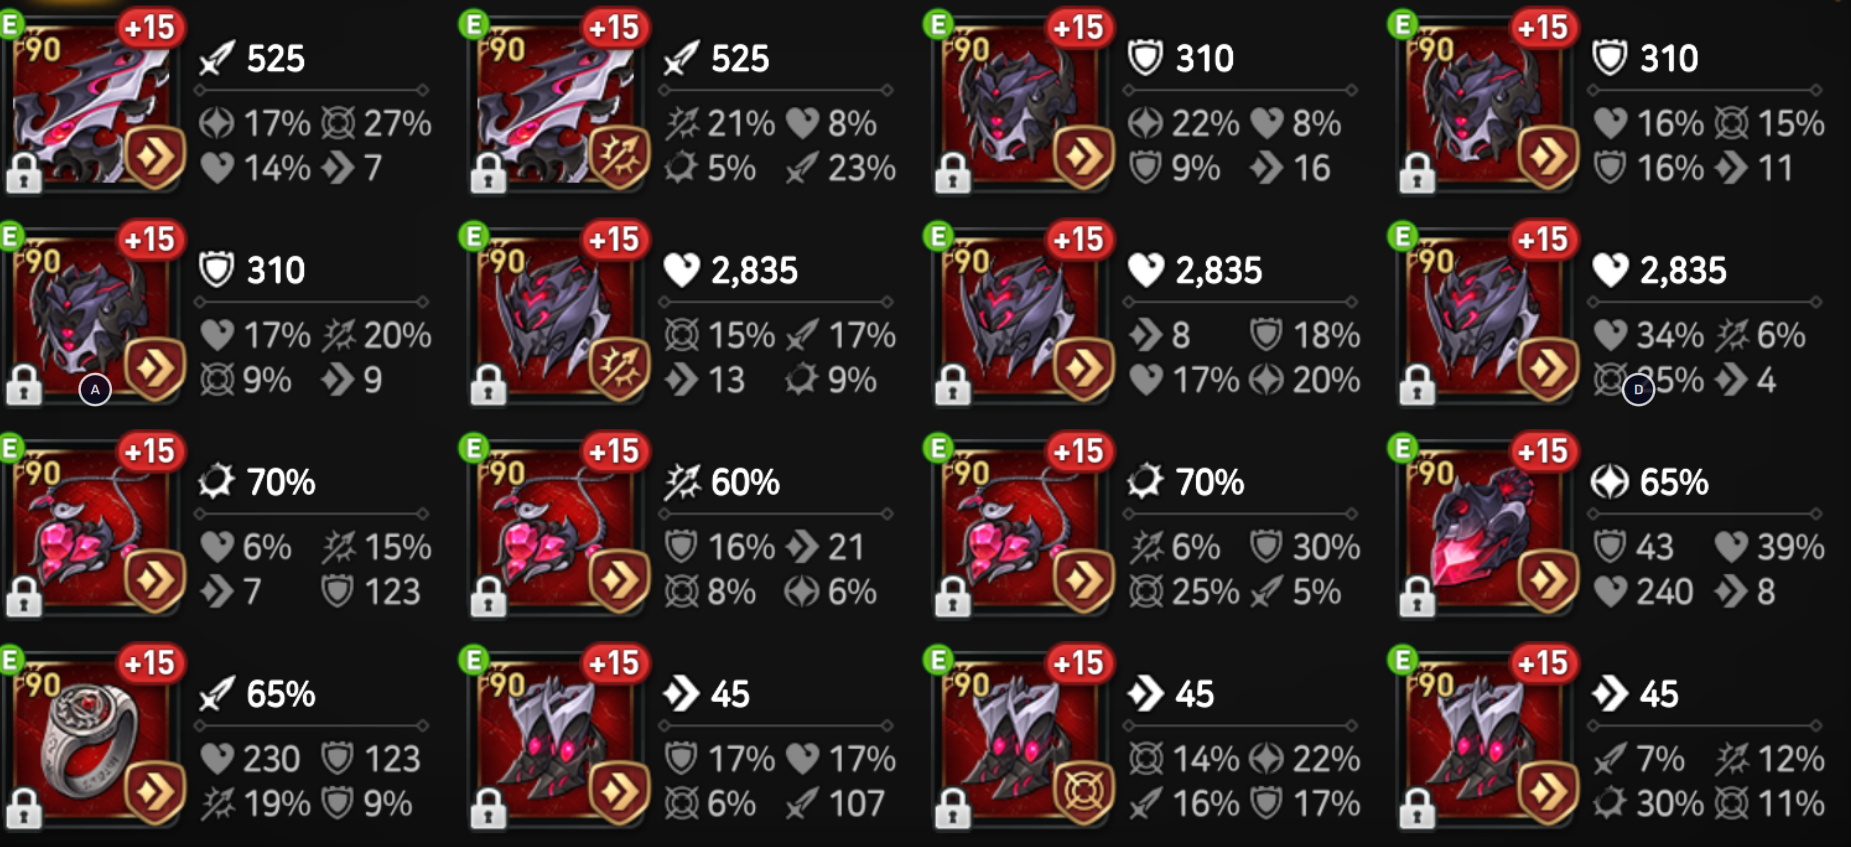 E 90 +15 525 E 90 +15 525 E 90 +15 310 E 90 +15 310
17% 27% 21% 8% 22% 8% 16% 15%
14% 7 5% 23% 9% 16 16% 11
E 90 +15 310 E 90 +15 2,835 E 90 +15 2,835 E 90 +15 2,835
17% 20% 15% 17% 8 18% 34% 6%
A 9% 9 13 9% 17% 20% D 4
E 90 +15 70% E 90 +15 60% E 90 +15 70% E 90 +15 65%
6% 15% 16% 21 6% 30% 43 39%
7 123 8% 6% 25% 5% 240 8
E 90 +15 65% E 90 +15 45 E 90 +15 45 E 90 +15 45
230 123 17% 17% 14% 22% 7% 12%
19% 9% 6% 107 16% 17% 30% 11%